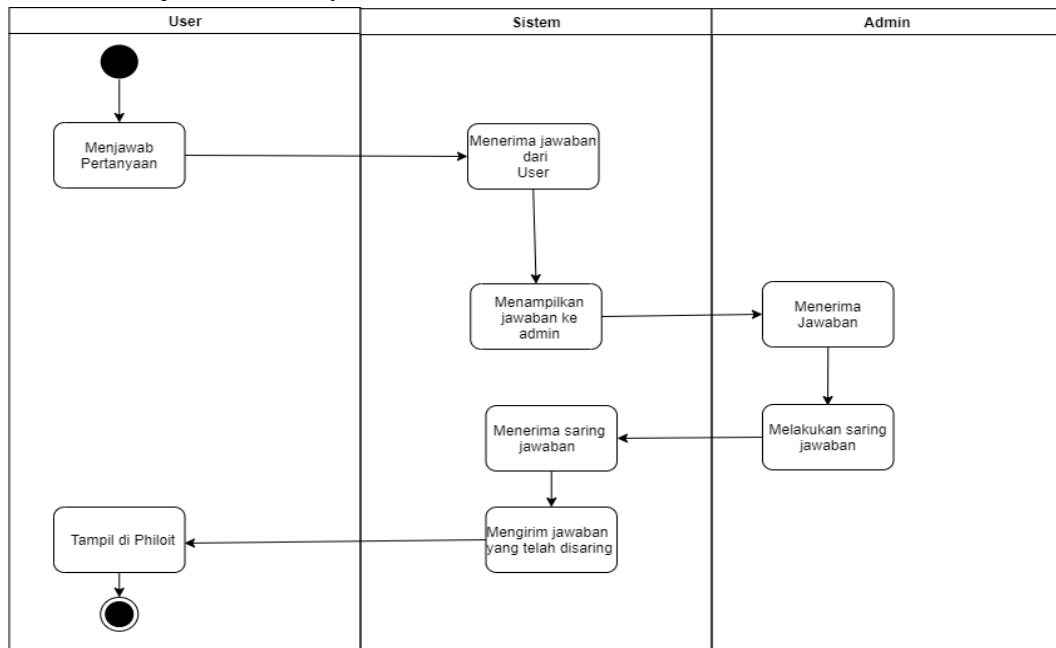 User
Sistem
Admin
Menjawab
Pertanyaan
Menerima jawaban
dari
User
Menampilkan
jawaban ke
admin
Menerima
Jawaban
Melakukan saring
jawaban
Menerima saring
jawaban
Mengirim jawaban
yang telah disaring
Tampil di Philoit